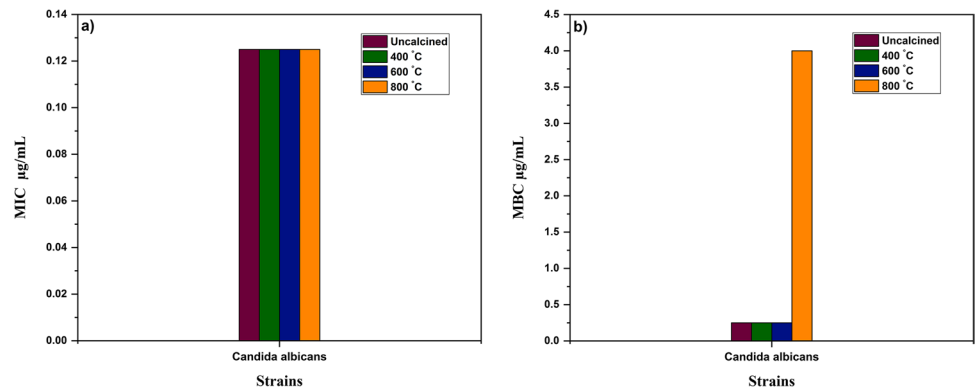 a)
Uncalcined
400 °C
600 °C
800 °C
0.14
0.12
0.10
0.08
0.06
0.04
0.02
0.00
MIC µg/mL
Candida albicans
Strains
b)
Uncalcined
400 °C
600 °C
800 °C
4.5
4.0
3.5
3.0
2.5
2.0
1.5
1.0
0.5
0.0
MBC µg/mL
Candida albicans
Strains